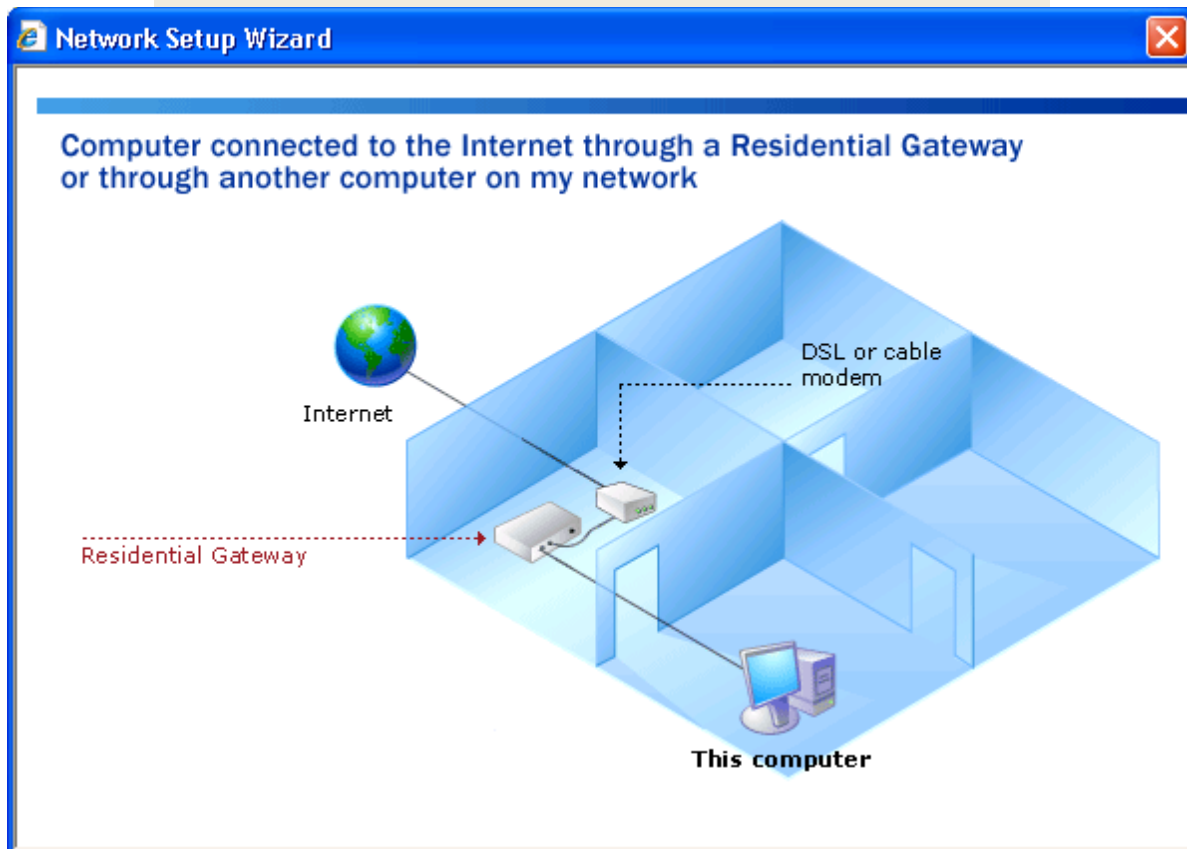 Network Setup Wizard
Computer connected to the Internet through a Residential Gateway
or through another computer on my network
DSL or cable
modem
Internet
Residential Gateway
This computer